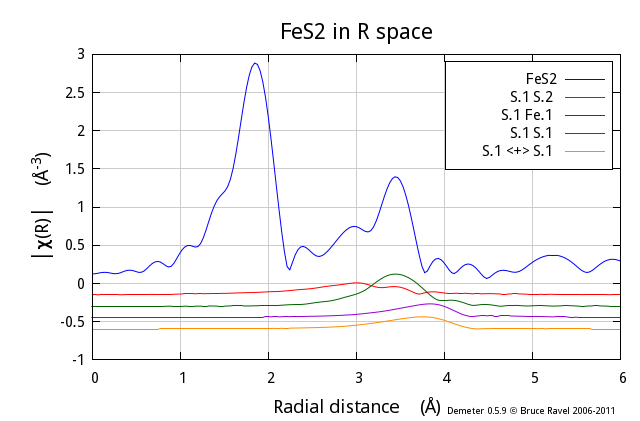 FeS2 in R space
3
2.5
2
1.5
1
0.5
0
-0.5
-1
|χ(R)| (Å-3)
FeS2
S.1 S.2
S.1 Fe.1
S.1 S.1
S.1 <+> S.1
0 1 2 3 4 5 6
Radial distance (Å)
Demeter 0.5.9 © Bruce Ravel 2006-2011